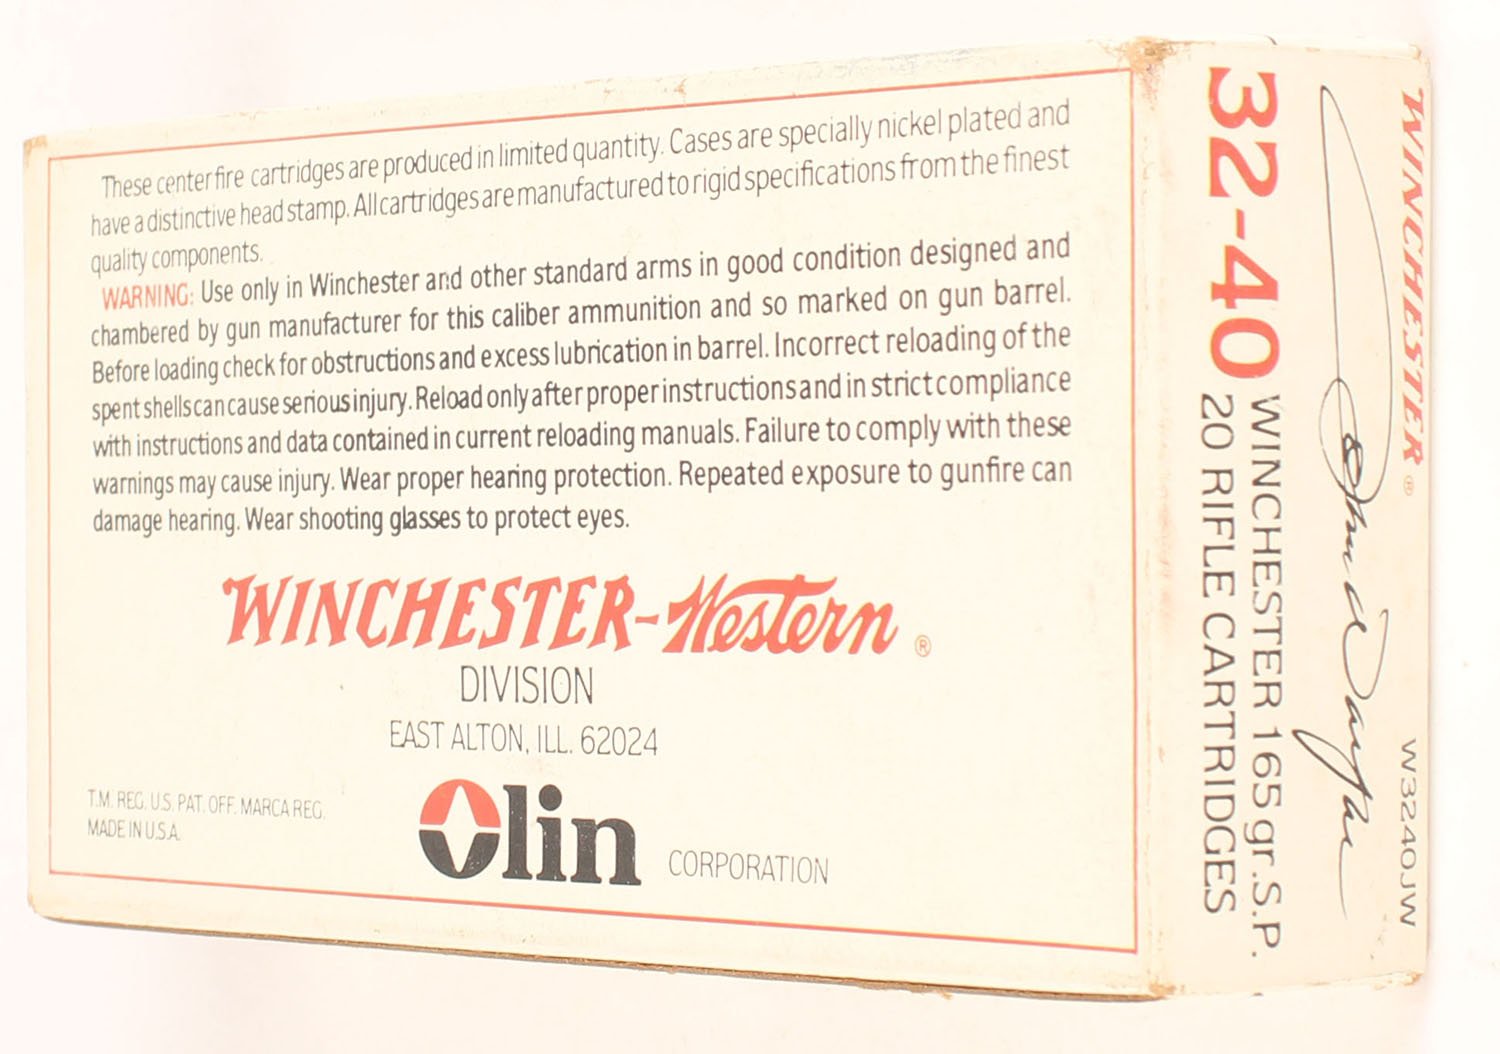 These centerfire cartridges are produced in limited quantity. Cases are specially nickel plated and
have a distinctive head stamp. All cartridges are manufactured to rigid specifications from the finest
quality components.
WARNING: Use only in Winchester and other standard arms in good condition designed and
chambered by gun manufacturer for this caliber ammunition and so marked on gun barrel.
Before loading check for obstructions and excess lubrication in barrel. Incorrect reloading of the
spent shells can cause serious injury. Reload only after proper instructions and in strict compliance
with instructions and data contained in current reloading manuals. Failure to comply with these
warnings may cause injury. Wear proper hearing protection. Repeated exposure to gunfire can
damage hearing. Wear shooting glasses to protect eyes.
WINCHESTER-Western®
DIVISION
EAST ALTON, ILL. 62024
T.M. REG. U.S. PAT. OFF. MARCA REG.
MADE IN U.S.A.
Olin CORPORATION
WINCHESTER® W3240JW
John Wayne
32-40 WINCHESTER 165 gr. S.P.
20 RIFLE CARTRIDGES